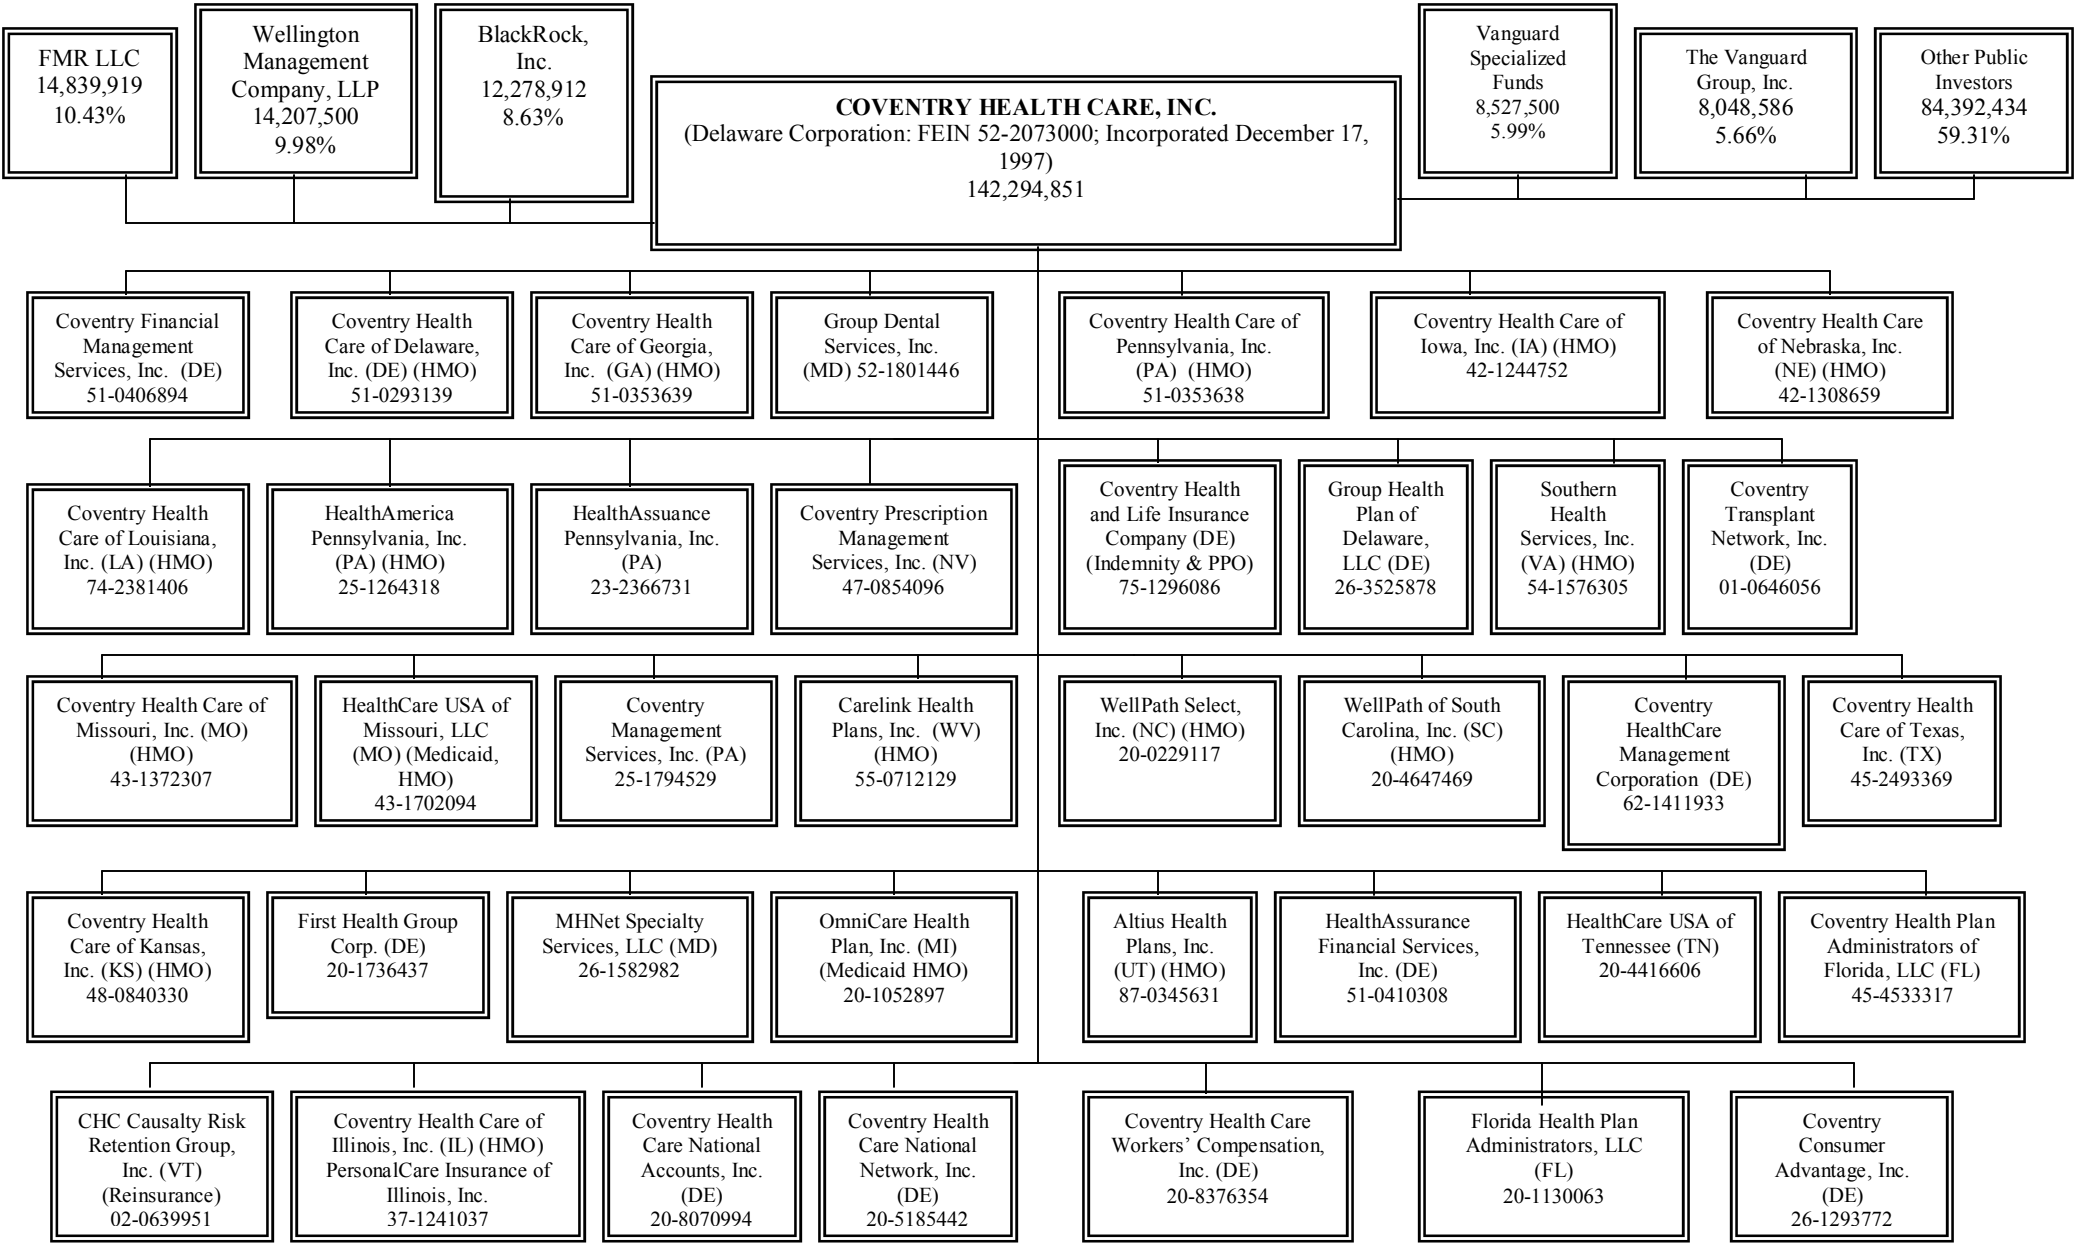 FMR LLC
14,839,919
10.43%
Wellington
Management
Company, LLP
14,207,500
9.98%
BlackRock,
Inc.
12,278,912
8.63%
COVENTRY HEALTH CARE, INC.
(Delaware Corporation: FEIN 52-2073000; Incorporated December 17,
1997)
142,294,851
Vanguard
Specialized
Funds
8,527,500
5.99%
The Vanguard
Group, Inc.
8,048,586
5.66%
Other Public
Investors
84,392,434
59.31%
Coventry Financial
Management
Services, Inc. (DE)
51-0406894
Coventry Health
Care of Delaware,
Inc. (DE) (HMO)
51-0293139
Coventry Health
Care of Georgia,
Inc. (GA) (HMO)
51-0353639
Group Dental
Services, Inc.
(MD) 52-1801446
Coventry Health Care of
Pennsylvania, Inc.
(PA) (HMO)
51-0353638
Coventry Health Care of
Iowa, Inc. (IA) (HMO)
42-1244752
Coventry Health Care
of Nebraska, Inc.
(NE) (HMO)
42-1308659
Coventry Health
Care of Louisiana,
Inc. (LA) (HMO)
74-2381406
HealthAmerica
Pennsylvania, Inc.
(PA) (HMO)
25-1264318
HealthAssuance
Pennsylvania, Inc.
(PA)
23-2366731
Coventry Prescription
Management
Services, Inc. (NV)
47-0854096
Coventry Health
and Life Insurance
Company (DE)
(Indemnity & PPO)
75-1296086
Group Health
Plan of
Delaware,
LLC (DE)
26-3525878
Southern
Health
Services, Inc.
(VA) (HMO)
54-1576305
Coventry
Transplant
Network, Inc.
(DE)
01-0646056
Coventry Health Care of
Missouri, Inc. (MO)
(HMO)
43-1372307
HealthCare USA of
Missouri, LLC
(MO) (Medicaid,
HMO)
43-1702094
Coventry
Management
Services, Inc. (PA)
25-1794529
Carelink Health
Plans, Inc. (WV)
(HMO)
55-0712129
WellPath Select,
Inc. (NC) (HMO)
20-0229117
WellPath of South
Carolina, Inc. (SC)
(HMO)
20-4647469
Coventry
HealthCare
Management
Corporation (DE)
62-1411933
Coventry Health
Care of Texas,
Inc. (TX)
45-2493369
Coventry Health
Care of Kansas,
Inc. (KS) (HMO)
48-0840330
First Health Group
Corp. (DE)
20-1736437
MHNet Specialty
Services, LLC (MD)
26-1582982
OmniCare Health
Plan, Inc. (MI)
(Medicaid HMO)
20-1052897
Altius Health
Plans, Inc.
(UT) (HMO)
87-0345631
HealthAssurance
Financial Services,
Inc. (DE)
51-0410308
HealthCare USA of
Tennessee (TN)
20-4416606
Coventry Health Plan
Administrators of
Florida, LLC (FL)
45-4533317
CHC Causalty Risk
Retention Group,
Inc. (VT)
(Reinsurance)
02-0639951
Coventry Health Care of
Illinois, Inc. (IL) (HMO)
PersonalCare Insurance of
Illinois, Inc.
37-1241037
Coventry Health
Care National
Accounts, Inc.
(DE)
20-8070994
Coventry Health
Care National
Network, Inc.
(DE)
20-5185442
Coventry Health Care
Workers’ Compensation,
Inc. (DE)
20-8376354
Florida Health Plan
Administrators, LLC
(FL)
20-1130063
Coventry
Consumer
Advantage, Inc.
(DE)
26-1293772